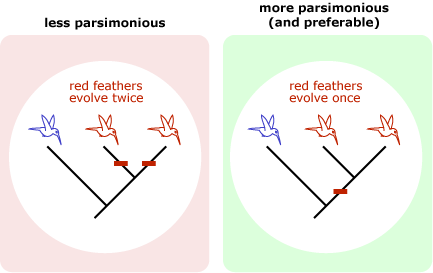 less parsimonious
red feathers
evolve twice
more parsimonious
(and preferable)
red feathers
evolve once